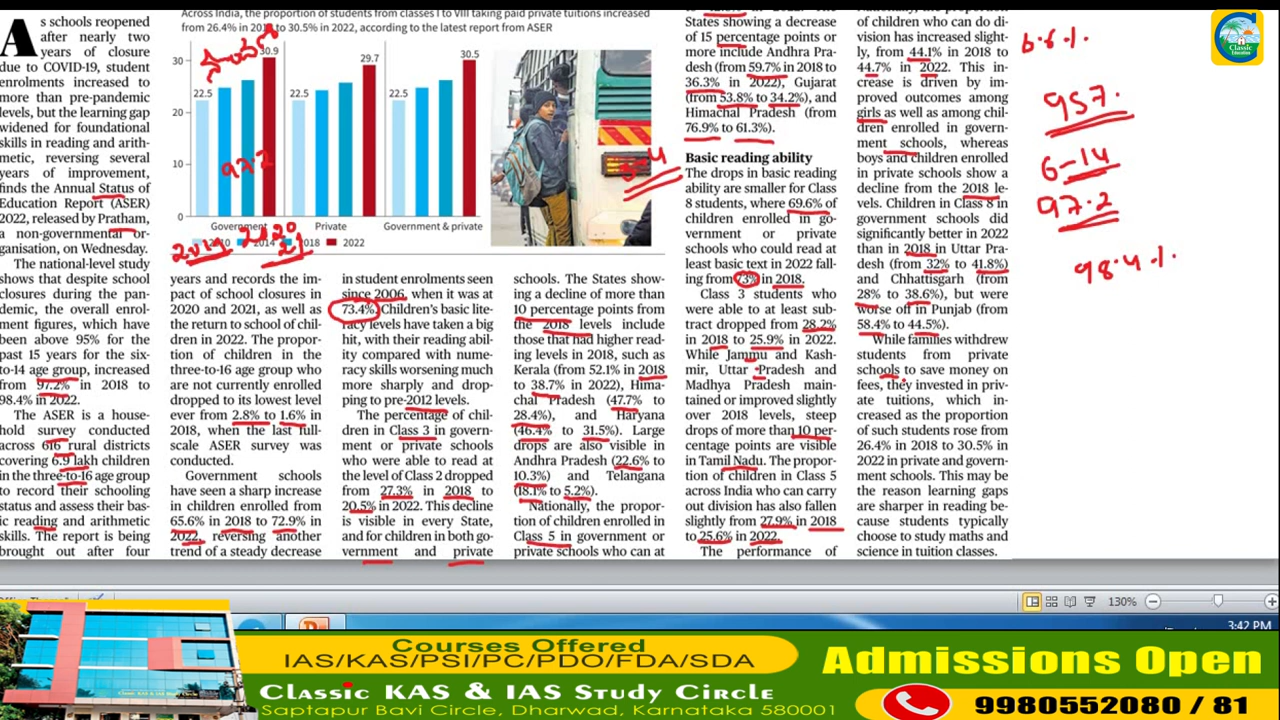 Across India, the proportion of students from classes I to VIII taking paid private tuitions increased
from 26.4% in 2018 to 30.5% in 2022, according to the latest report from ASER
30
20
10
0
22.5
30.9
22.5
29.7
22.5
30.5
Government
Private
Government & private
2014
2018
2022
97.2
As schools reopened
after nearly two
years of closure
due to COVID-19, student
enrolments increased to
more than pre-pandemic
levels, but the learning gap
widened for foundational
skills in reading and arith-
metic, reversing several
years of improvement,
finds the Annual Status of
Education Report (ASER)
2022, released by Pratham,
a non-governmental or-
ganisation, on Wednesday.
The national-level study
shows that despite school
closures during the pan-
demic, the overall enrol-
ment figures, which have
been above 95% for the
past 15 years for the six-
to-14 age group, increased
from 97.2% in 2018 to
98.4% in 2022.
The ASER is a house-
hold survey conducted
across 616 rural districts
covering 6.9 lakh children
in the three-to-16 age group
to record their schooling
status and assess their bas-
ic reading and arithmetic
skills. The report is being
brought out after four
years and records the im-
pact of school closures in
2020 and 2021, as well as
the return to school of chil-
dren in 2022. The propor-
tion of children in the
three-to-16 age group who
are not currently enrolled
dropped to its lowest level
ever from 2.8% to 1.6% in
2018, when the last full-
scale ASER survey was
conducted.
Government schools
have seen a sharp increase
in children enrolled from
65.6% in 2018 to 72.9% in
2022, reversing another
trend of a steady decrease
in student enrolments seen
since 2006, when it was at
73.4%. Children's basic lite-
racy levels have taken a big
hit, with their reading abil-
ity compared with nume-
racy skills worsening much
more sharply and drop-
ping to pre-2012 levels.
The percentage of chil-
dren in Class 3 in govern-
ment or private schools
who were able to read at
the level of Class 2 dropped
from 27.3% in 2018 to
20.5% in 2022. This decline
is visible in every State,
and for children in both go-
vernment and private
schools. The States show-
ing a decline of more than
10 percentage points from
the 2018 levels include
those that had higher read-
ing levels in 2018, such as
Kerala (from 52.1% in 2018
to 38.7% in 2022), Hima-
chal Pradesh (47.7% to
28.4%), and Haryana
(46.4% to 31.5%). Large
drops are also visible in
Andhra Pradesh (22.6% to
10.3%) and Telangana
(18.1% to 5.2%).
Nationally, the propor-
tion of children enrolled in
Class 5 in government or
private schools who can at
States showing a decrease
of 15 percentage points or
more include Andhra Pra-
desh (from 59.7% in 2018 to
36.3% in 2022), Gujarat
(from 53.8% to 34.2%), and
Himachal Pradesh (from
76.9% to 61.3%).
Basic reading ability
The drops in basic reading
ability are smaller for Class
8 students, where 69.6% of
children enrolled in go-
vernment or private
schools who could read at
least basic text in 2022 fall-
ing from 73% in 2018.
Class 3 students who
were able to at least sub-
tract dropped from 28.2%
in 2018 to 25.9% in 2022.
While Jammu and Kash-
mir, Uttar Pradesh and
Madhya Pradesh main-
tained or improved slightly
over 2018 levels, steep
drops of more than 10 per-
centage points are visible
in Tamil Nadu. The propor-
tion of children in Class 5
across India who can carry
out division has also fallen
slightly from 27.9% in 2018
to 25.6% in 2022.
The performance of
of children who can do di-
vision has increased slight-
ly, from 44.1% in 2018 to
44.7% in 2022. This in-
crease is driven by im-
proved outcomes among
girls as well as among chil-
dren enrolled in govern-
ment schools, whereas
boys and children enrolled
in private schools show a
decline from the 2018 le-
vels. Children in Class 8 in
government schools did
significantly better in 2022
than in 2018 in Uttar Pra-
desh (from 32% to 41.8%)
and Chhattisgarh (from
28% to 38.6%), but were
worse off in Punjab (from
58.4% to 44.5%).
While families withdrew
students from private
schools to save money on
fees, they invested in priv-
ate tuitions, which in-
creased as the proportion
of such students rose from
26.4% in 2018 to 30.5% in
2022 in private and govern-
ment schools. This may be
the reason learning gaps
are sharper in reading be-
cause students typically
choose to study maths and
science in tuition classes.
6-14
97.2
98.4%
Classic
Education
130%
3:42 PM
Courses Offered
IAS/KAS/PSI/PC/PDO/FDA/SDA
Classic KAS & IAS Study Circle
Saptapur Bavi Circle, Dharwad, Karnataka 580001
Admissions Open
9980552080 / 81